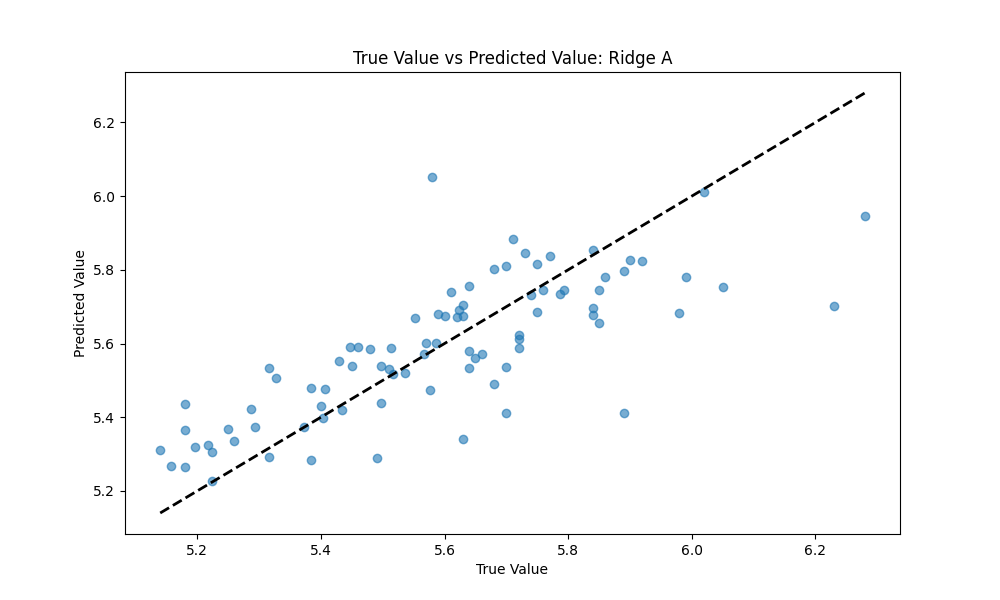 True Value vs Predicted Value: Ridge A
6.2
6.0
5.8
5.6
5.4
5.2
Predicted Value
5.2 5.4 5.6 5.8 6.0 6.2
True Value